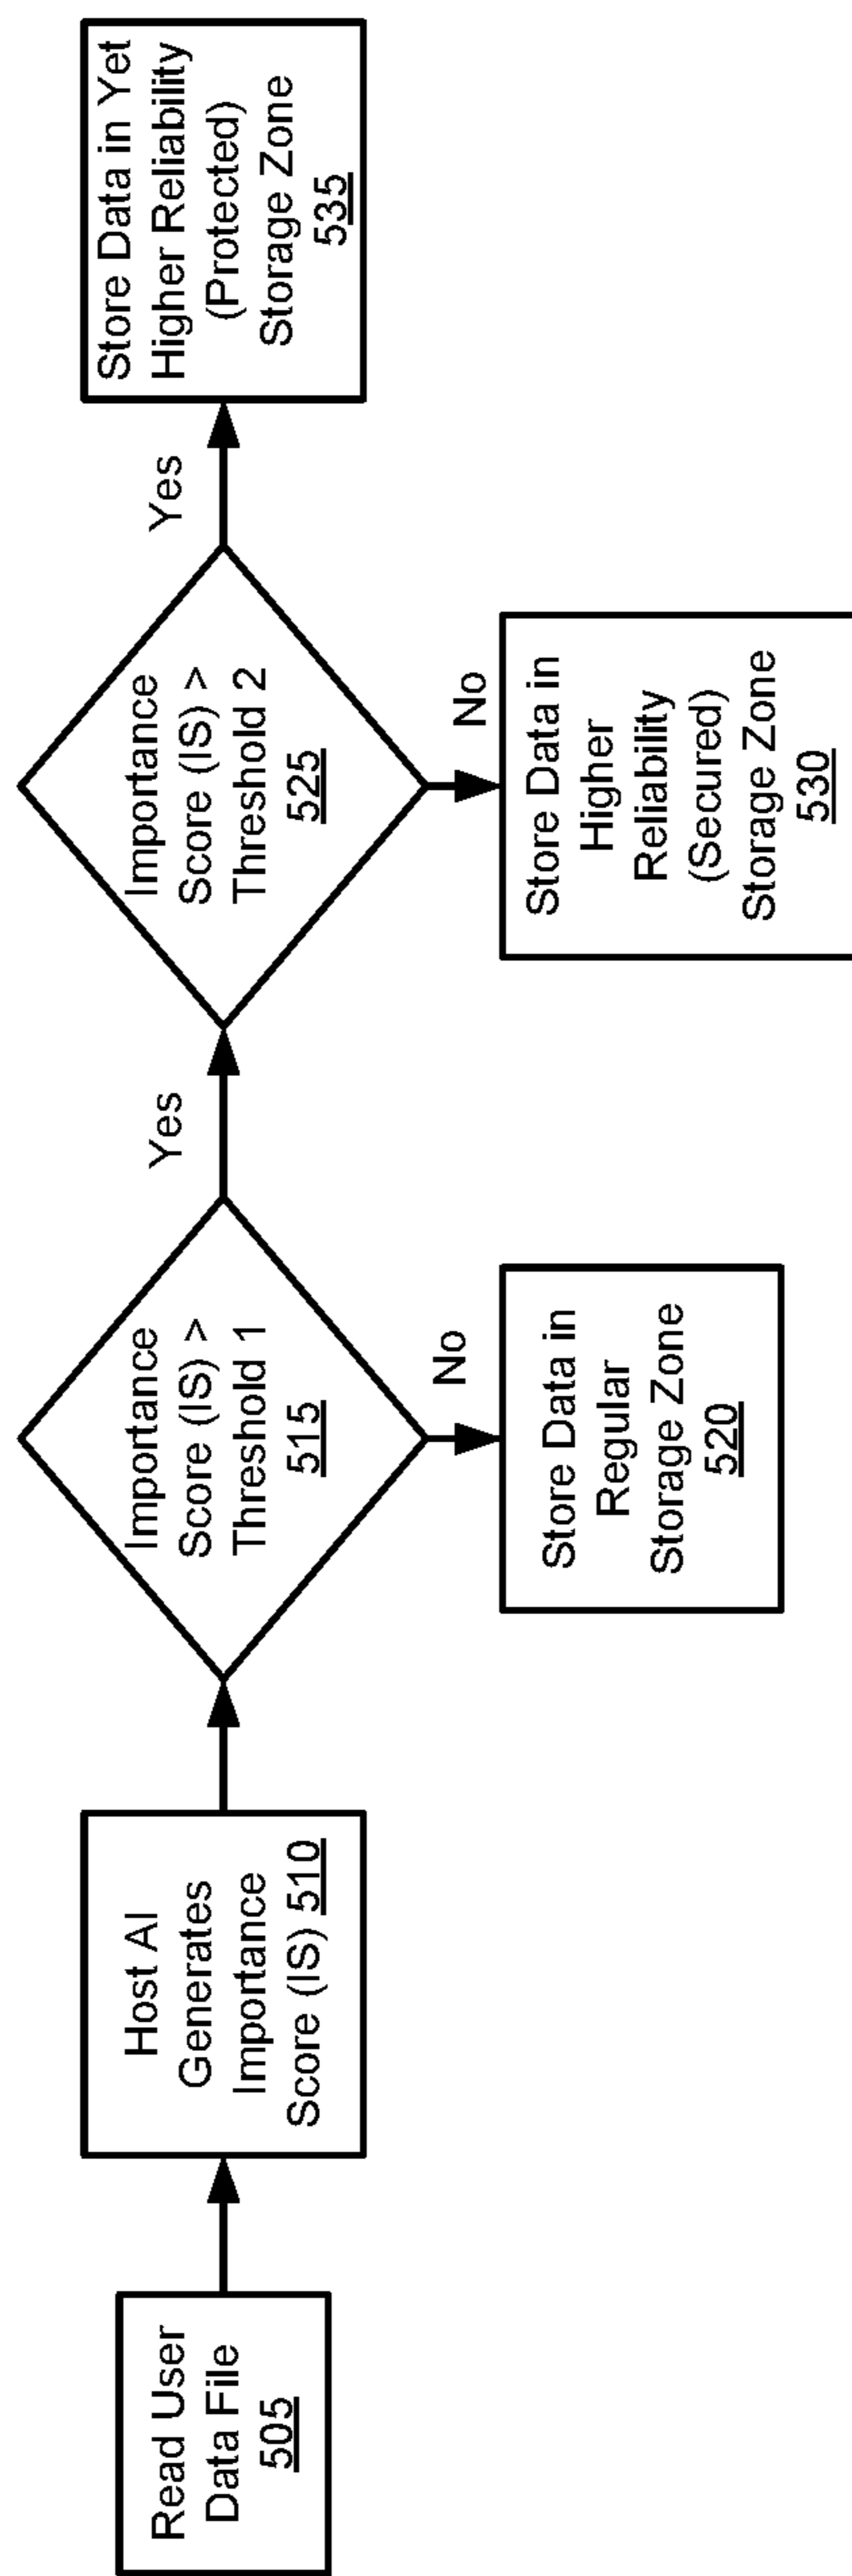 Read User
Data File
505
Host AI
Generates
Importance
Score (IS) 510
Importance
Score (IS) >
Threshold 1
515
No
Store Data in
Regular
Storage Zone
520
Yes
Importance
Score (IS) >
Threshold 2
525
No
Store Data in
Higher
Reliability
(Secured)
Storage Zone
530
Yes
Store Data in Yet
Higher Reliability
(Protected)
Storage Zone
535